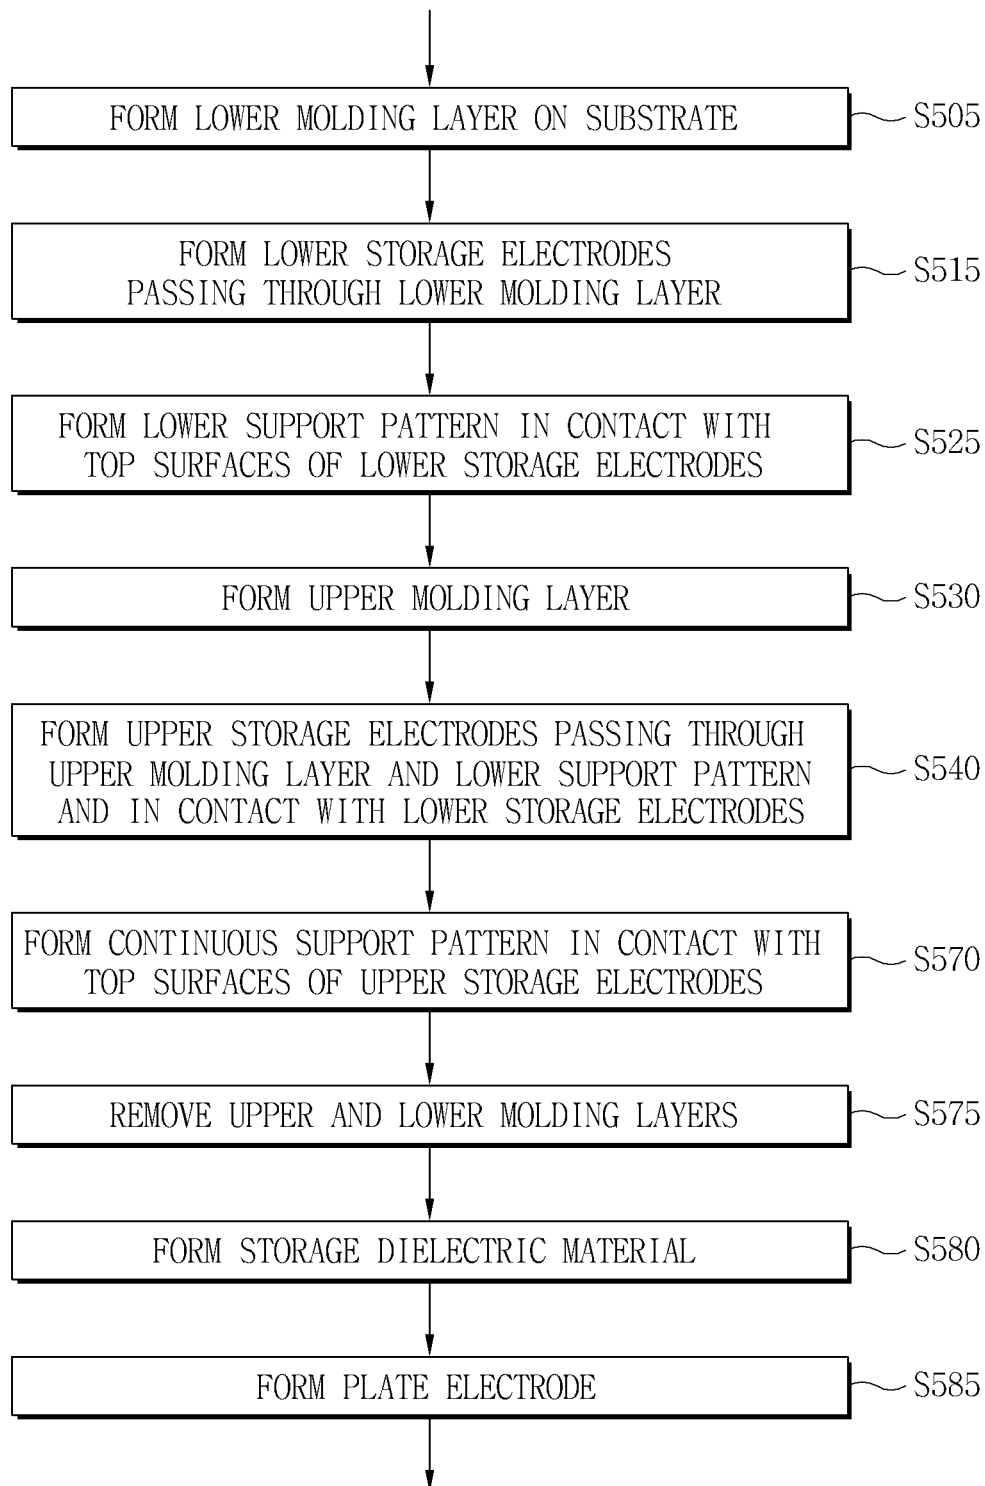 FORM LOWER MOLDING LAYER ON SUBSTRATE
S505
FORM LOWER STORAGE ELECTRODES
PASSING THROUGH LOWER MOLDING LAYER
S515
FORM LOWER SUPPORT PATTERN IN CONTACT WITH
TOP SURFACES OF LOWER STORAGE ELECTRODES
S525
FORM UPPER MOLDING LAYER
S530
FORM UPPER STORAGE ELECTRODES PASSING THROUGH
UPPER MOLDING LAYER AND LOWER SUPPORT PATTERN
AND IN CONTACT WITH LOWER STORAGE ELECTRODES
S540
FORM CONTINUOUS SUPPORT PATTERN IN CONTACT WITH
TOP SURFACES OF UPPER STORAGE ELECTRODES
S570
REMOVE UPPER AND LOWER MOLDING LAYERS
S575
FORM STORAGE DIELECTRIC MATERIAL
S580
FORM PLATE ELECTRODE
S585